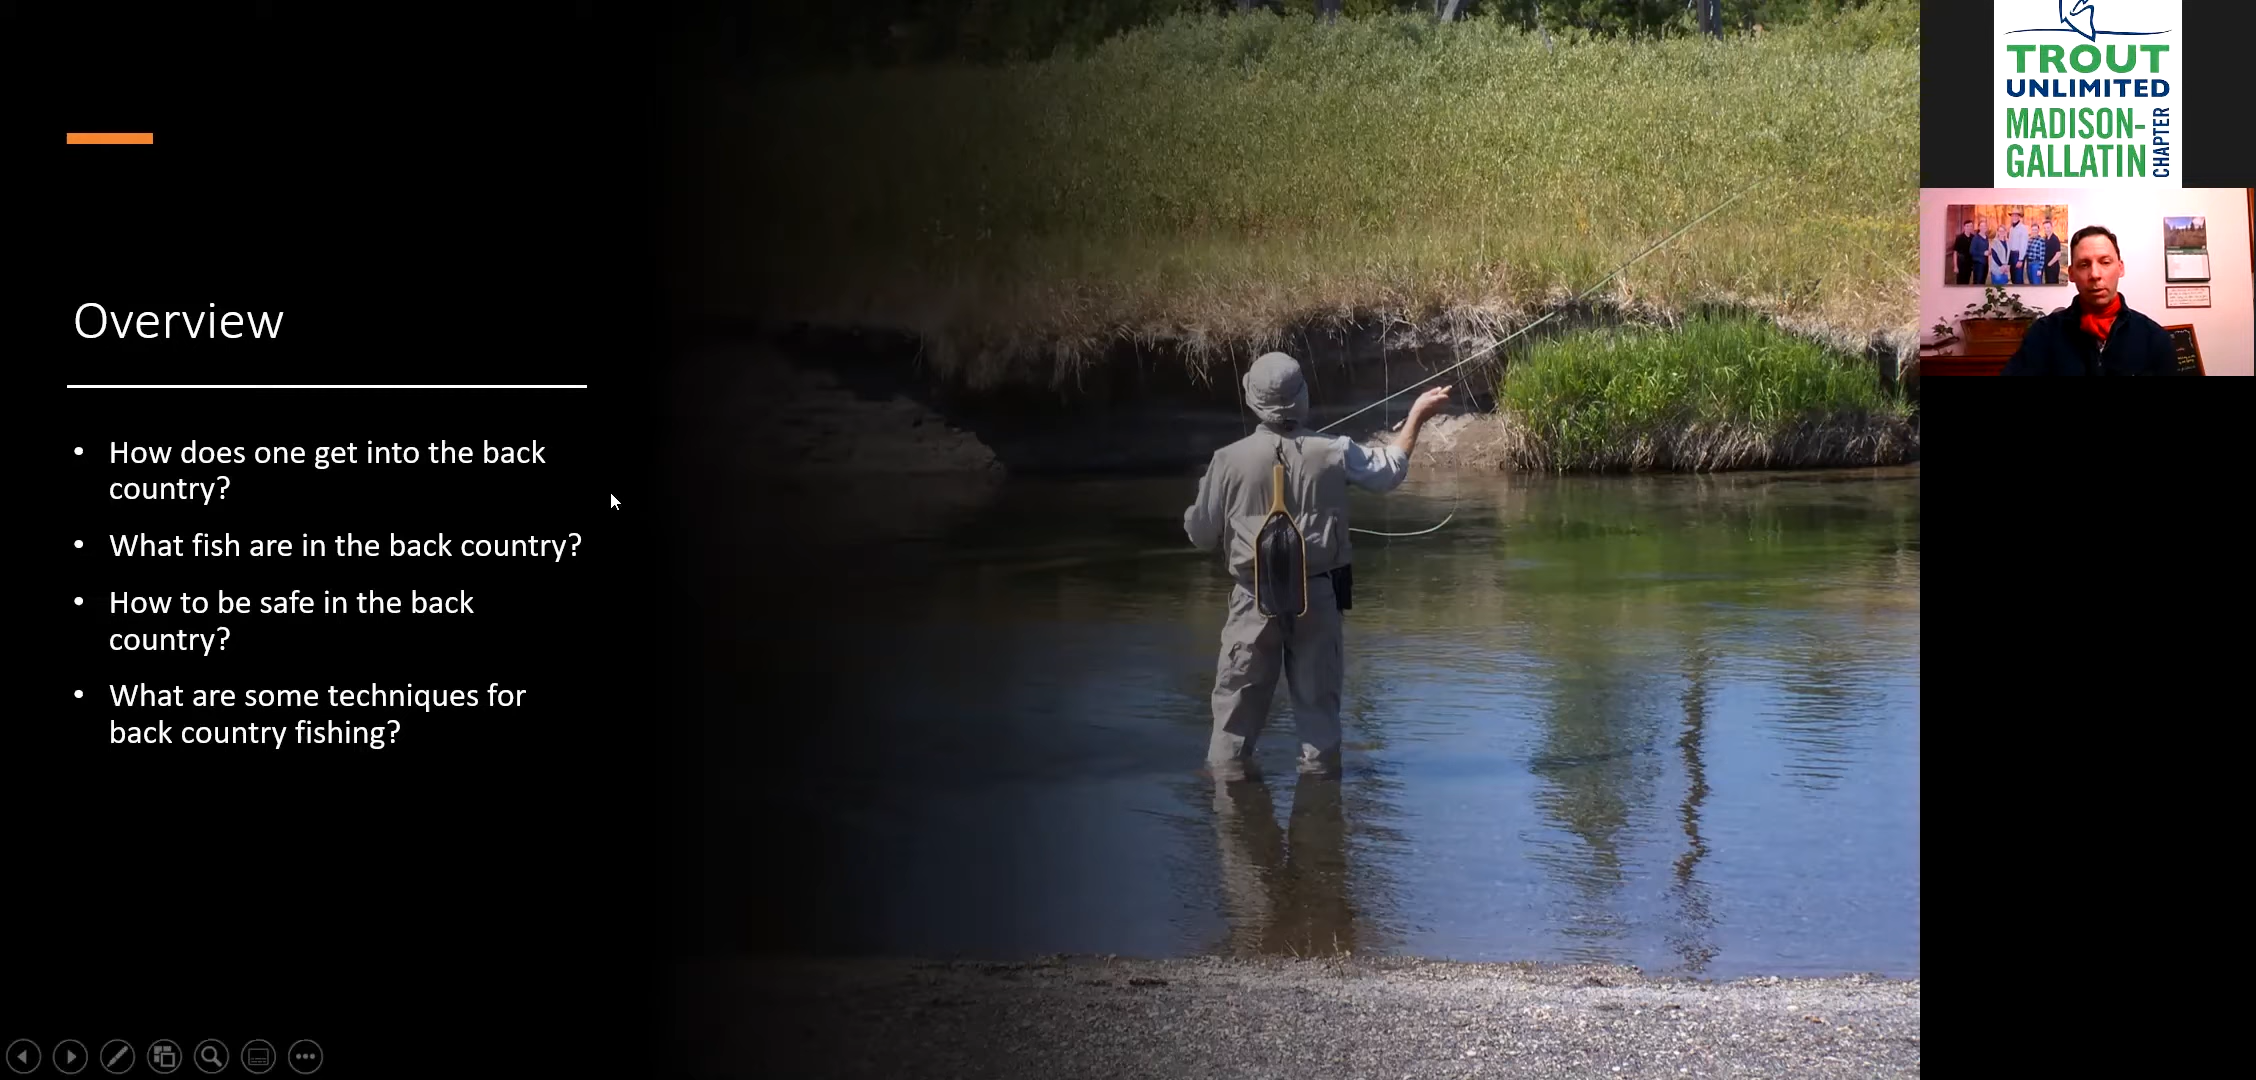 Overview
• How does one get into the back
country?
• What fish are in the back country?
• How to be safe in the back
country?
• What are some techniques for
back country fishing?
TROUT
UNLIMITED
MADISON-
GALLATIN
CHAPTER